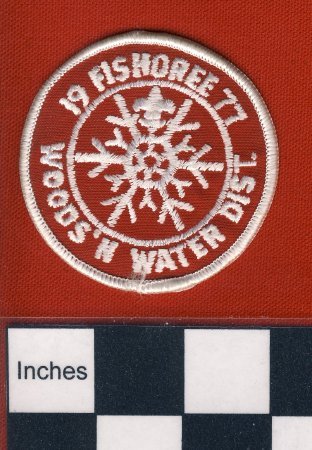 19 FISHOREE 77
WOODS'N WATER DIST.
Inches